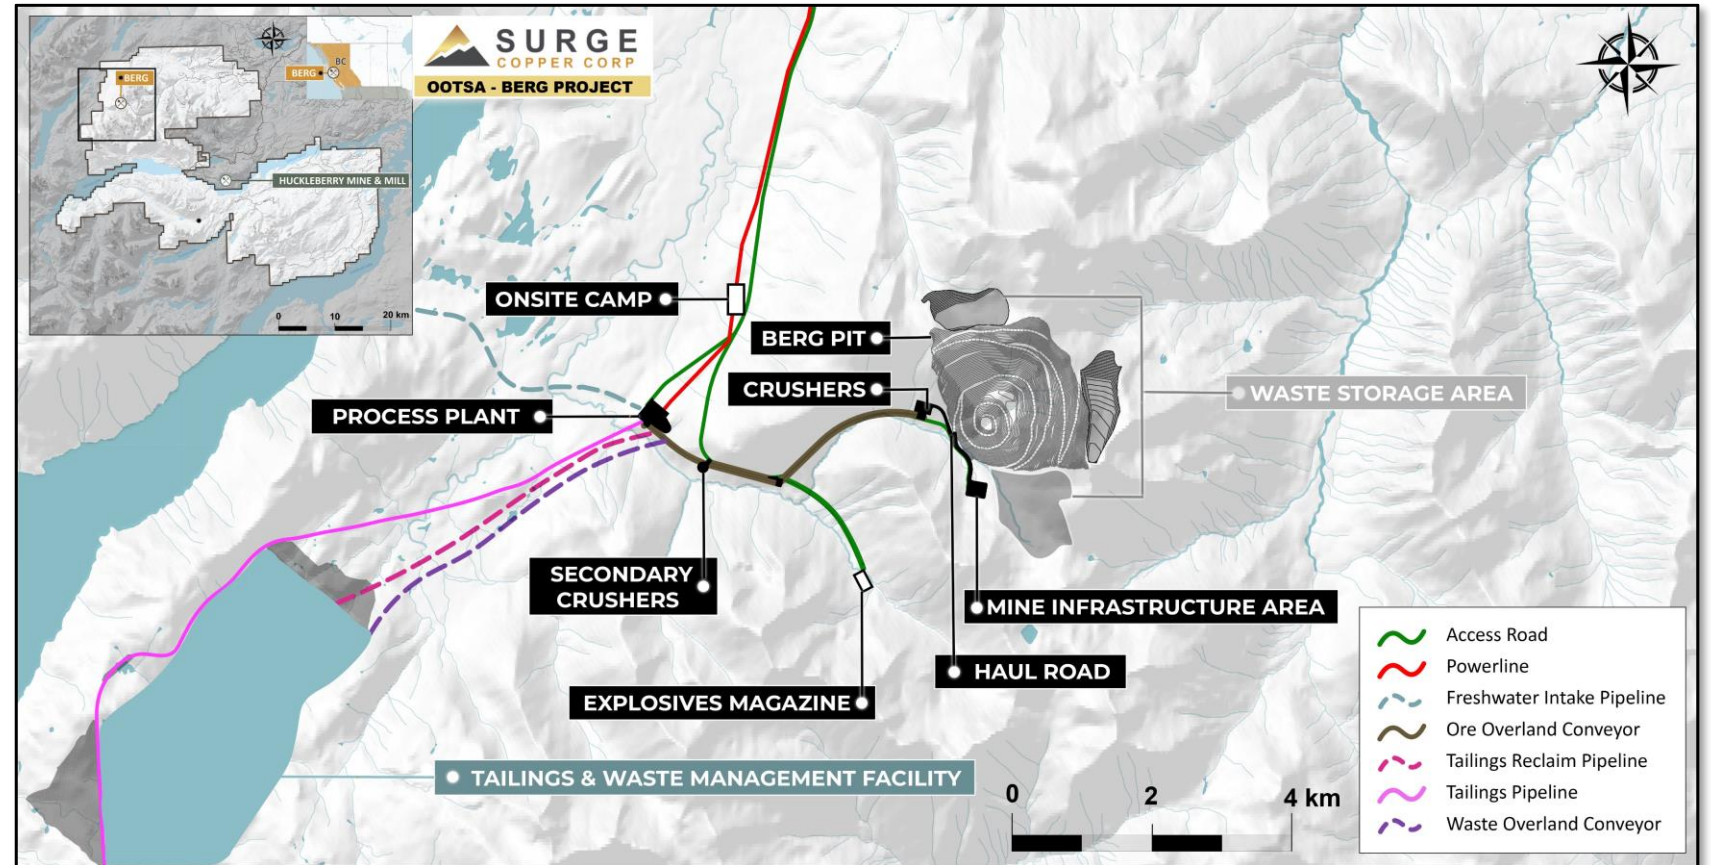 BERG
BERG
BC
HUCKLEBERRY MINE & MILL
0 10 20 km
SURGE
COPPER CORP
OOTSA - BERG PROJECT
ONSITE CAMP
BERG PIT
CRUSHERS
WASTE STORAGE AREA
PROCESS PLANT
SECONDARY
CRUSHERS
MINE INFRASTRUCTURE AREA
HAUL ROAD
EXPLOSIVES MAGAZINE
TAILINGS & WASTE MANAGEMENT FACILITY
0 2 4 km
Access Road
Powerline
Freshwater Intake Pipeline
Ore Overland Conveyor
Tailings Reclaim Pipeline
Tailings Pipeline
Waste Overland Conveyor